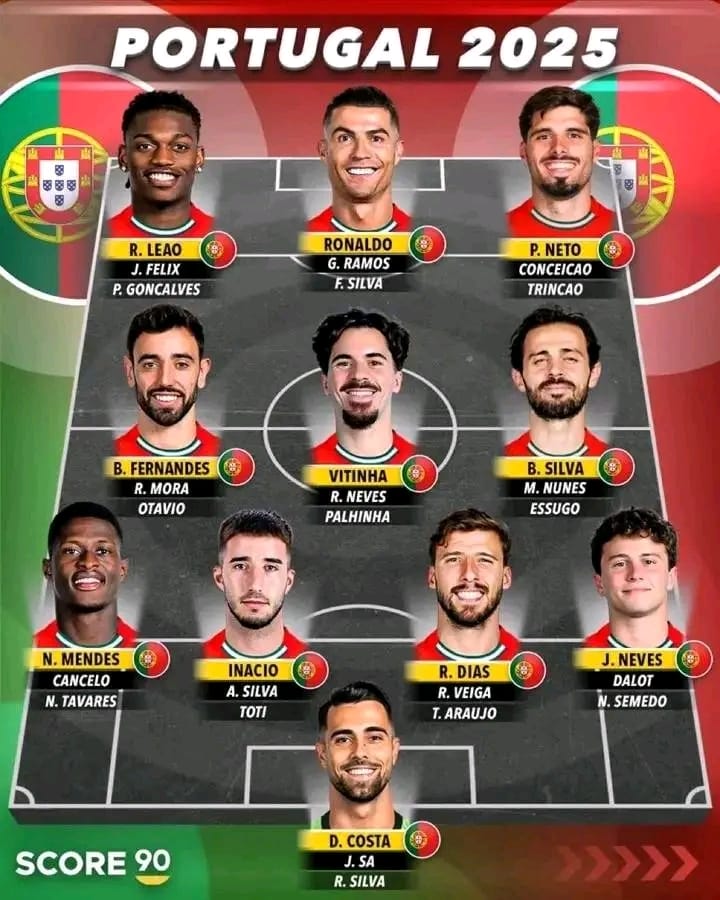 PORTUGAL 2025
R. LEAO
J. FELIX
P. GONCALVES
RONALDO
G. RAMOS
F. SILVA
P. NETO
CONCEICAO
TRINCAO
B. FERNANDES
R. MORA
OTAVIO
VITINHA
R. NEVES
PALHINHA
B. SILVA
M. NUNES
ESSUGO
N. MENDES
CANCELO
N. TAVARES
INACIO
A. SILVA
TOTI
R. DIAS
R. VEIGA
T. ARAUJO
J. NEVES
DALOT
N. SEMEDO
D. COSTA
J. SA
R. SILVA
SCORE 90